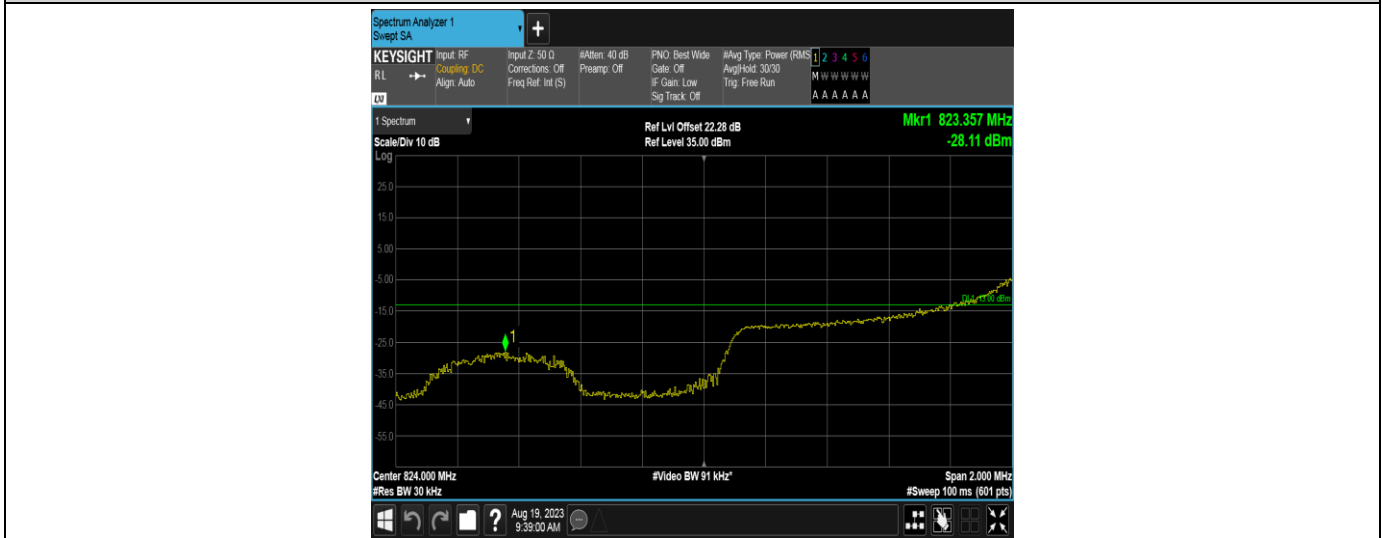 Spectrum Analyzer 1
Swept SA
+
KEYSIGHT
RL
LXI
Input: RF
Coupling: DC
Align: Auto
Input Z: 50 Ω
Corrections: Off
Freq Ref: Int (S)
#Atten: 40 dB
Preamp: Off
PNO: Best Wide
Gate: Off
IF Gain: Low
Sig Track: Off
#Avg Type: Power (RMS
Avg|Hold: 30/30
Trig: Free Run
1 2 3 4 5 6
M W W W W W
A A A A A A
1 Spectrum
Scale/Div 10 dB
Ref Lvl Offset 22.28 dB
Ref Level 35.00 dBm
Mkr1 823.357 MHz
-28.11 dBm
Log
25.0
15.0
5.00
-5.00
DL1 -13.00 dBm
-15.0
1
-25.0
-35.0
-45.0
-55.0
Center 824.000 MHz
#Video BW 91 kHz*
Span 2.000 MHz
#Res BW 30 kHz
#Sweep 100 ms (601 pts)
?
Aug 19, 2023
9:39:00 AM